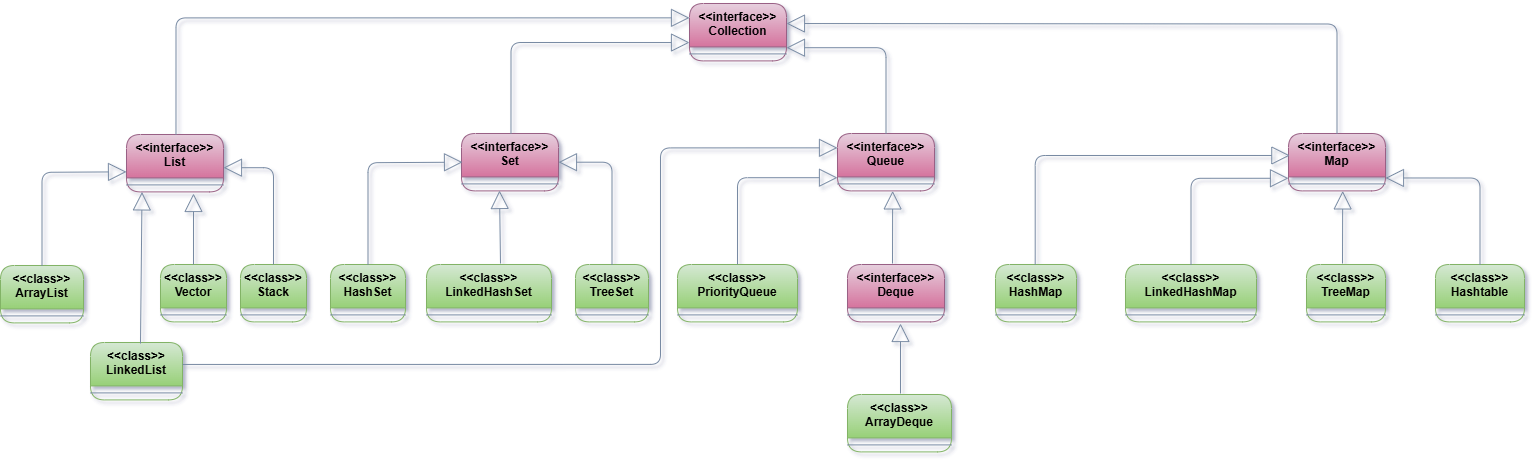 <<interface>>
Collection
<<interface>>
List
<<interface>>
Set
<<interface>>
Queue
<<interface>>
Map
<<class>>
ArrayList
<<class>>
Vector
<<class>>
Stack
<<class>>
HashSet
<<class>>
LinkedHashSet
<<class>>
TreeSet
<<class>>
PriorityQueue
<<interface>>
Deque
<<class>>
HashMap
<<class>>
LinkedHashMap
<<class>>
TreeMap
<<class>>
Hashtable
<<class>>
LinkedList
<<class>>
ArrayDeque